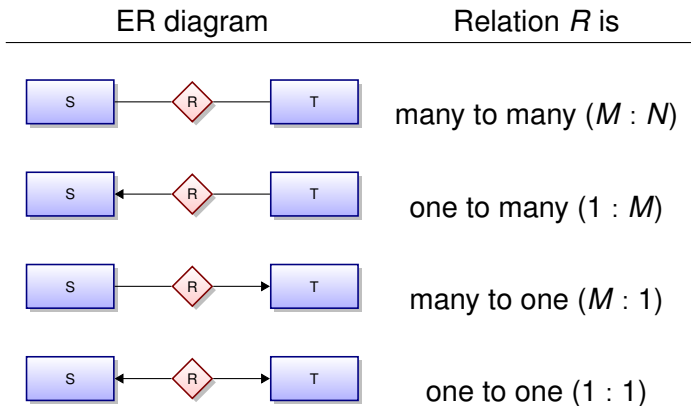 ER diagram Relation R is
S R T many to many (M : N)
S R T one to many (1 : M)
S R T many to one (M : 1)
S R T one to one (1 : 1)